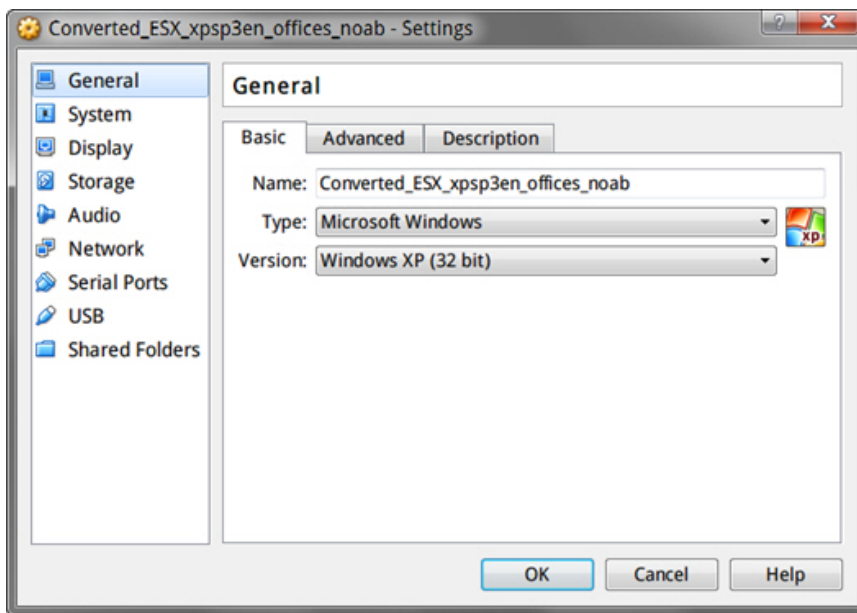 Converted_ESX_xpsp3en_offices_noab - Settings
?
General
System
Display
Storage
Audio
Network
Serial Ports
USB
Shared Folders
General
Basic Advanced Description
Name: Converted_ESX_xpsp3en_offices_noab
Type: Microsoft Windows
xp
Version: Windows XP (32 bit)
OK Cancel Help